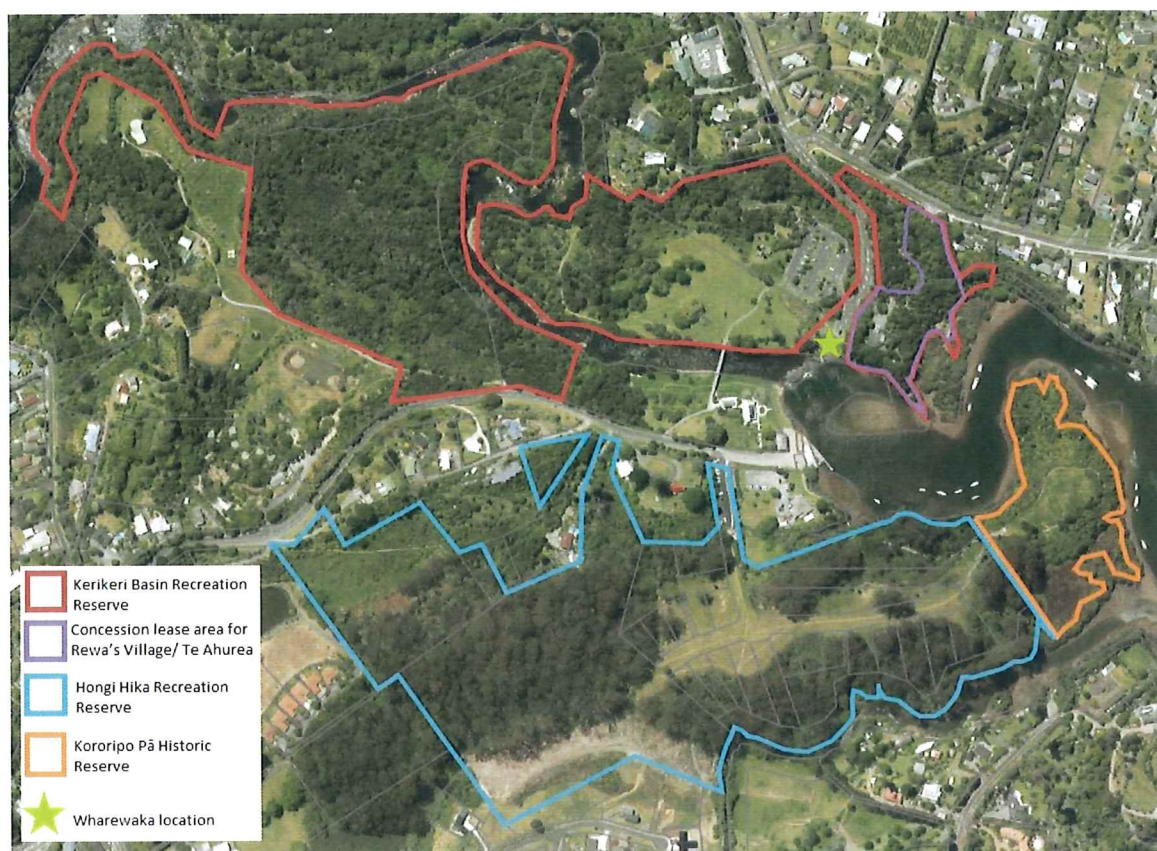 Kerikeri Basin Recreation
Reserve
Concession lease area for
Rewa's Village/ Te Ahurea
Hongi Hika Recreation
Reserve
Kororipo Pā Historic
Reserve
Wharewaka location